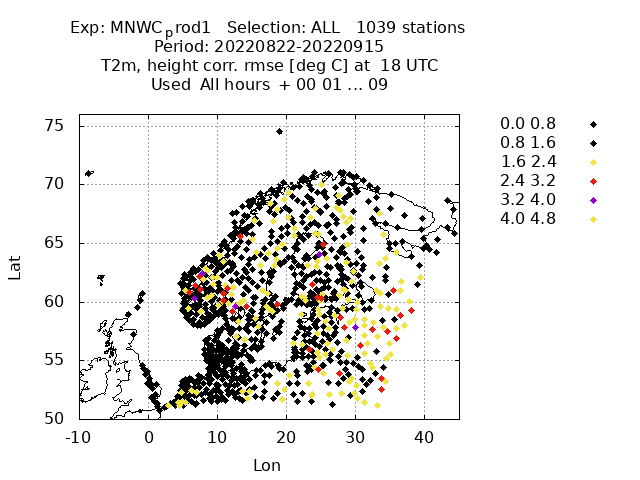 Exp: MNWCprod1 Selection: ALL 1039 stations
Period: 20220822-20220915
T2m, height corr. rmse [deg C] at 18 UTC
Used All hours + 00 01 ... 09
0.0 0.8
0.8 1.6
1.6 2.4
2.4 3.2
3.2 4.0
4.0 4.8
75
70
65
60
55
50
Lat
-10 0 10 20 30 40
Lon